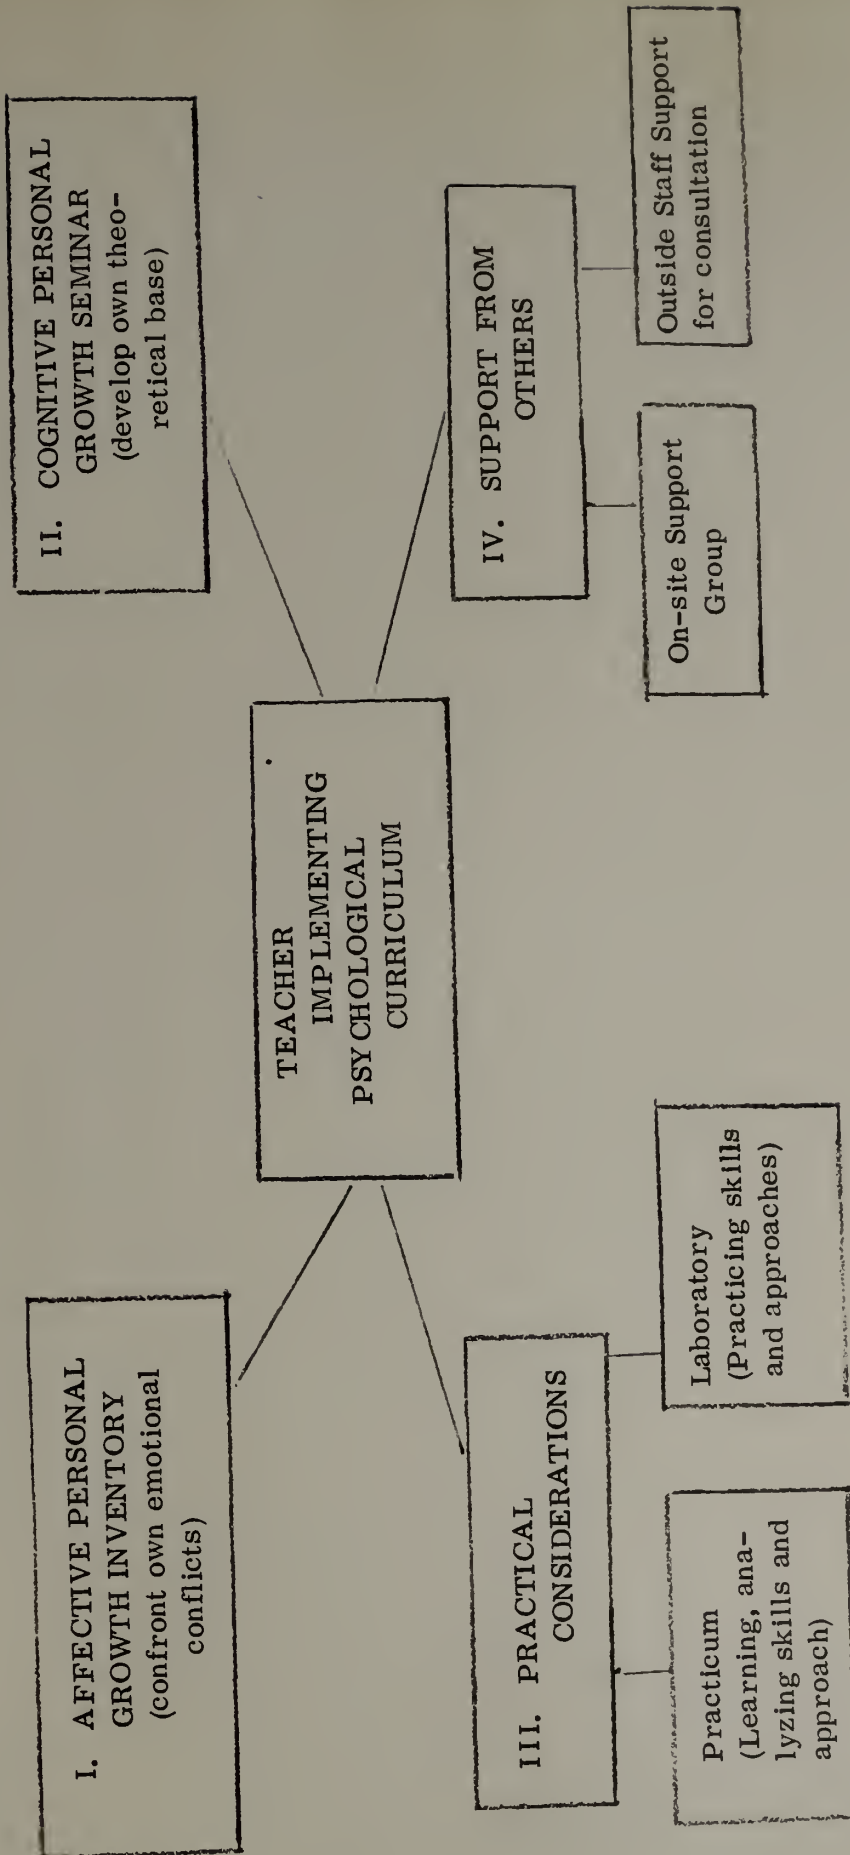 I. AFFECTIVE PERSONAL
GROWTH INVENTORY
(confront own emotional
conflicts)
II. COGNITIVE PERSONAL
GROWTH SEMINAR
(develop own theo-
retical base)
TEACHER
IMPLEMENTING
PSYCHOLOGICAL
CURRICULUM
III. PRACTICAL
CONSIDERATIONS
Practicum
(Learning, ana-
lyzing skills and
approach)
Laboratory
(Practicing skills
and approaches)
IV. SUPPORT FROM
OTHERS
On-site Support
Group
Outside Staff Support
for consultation